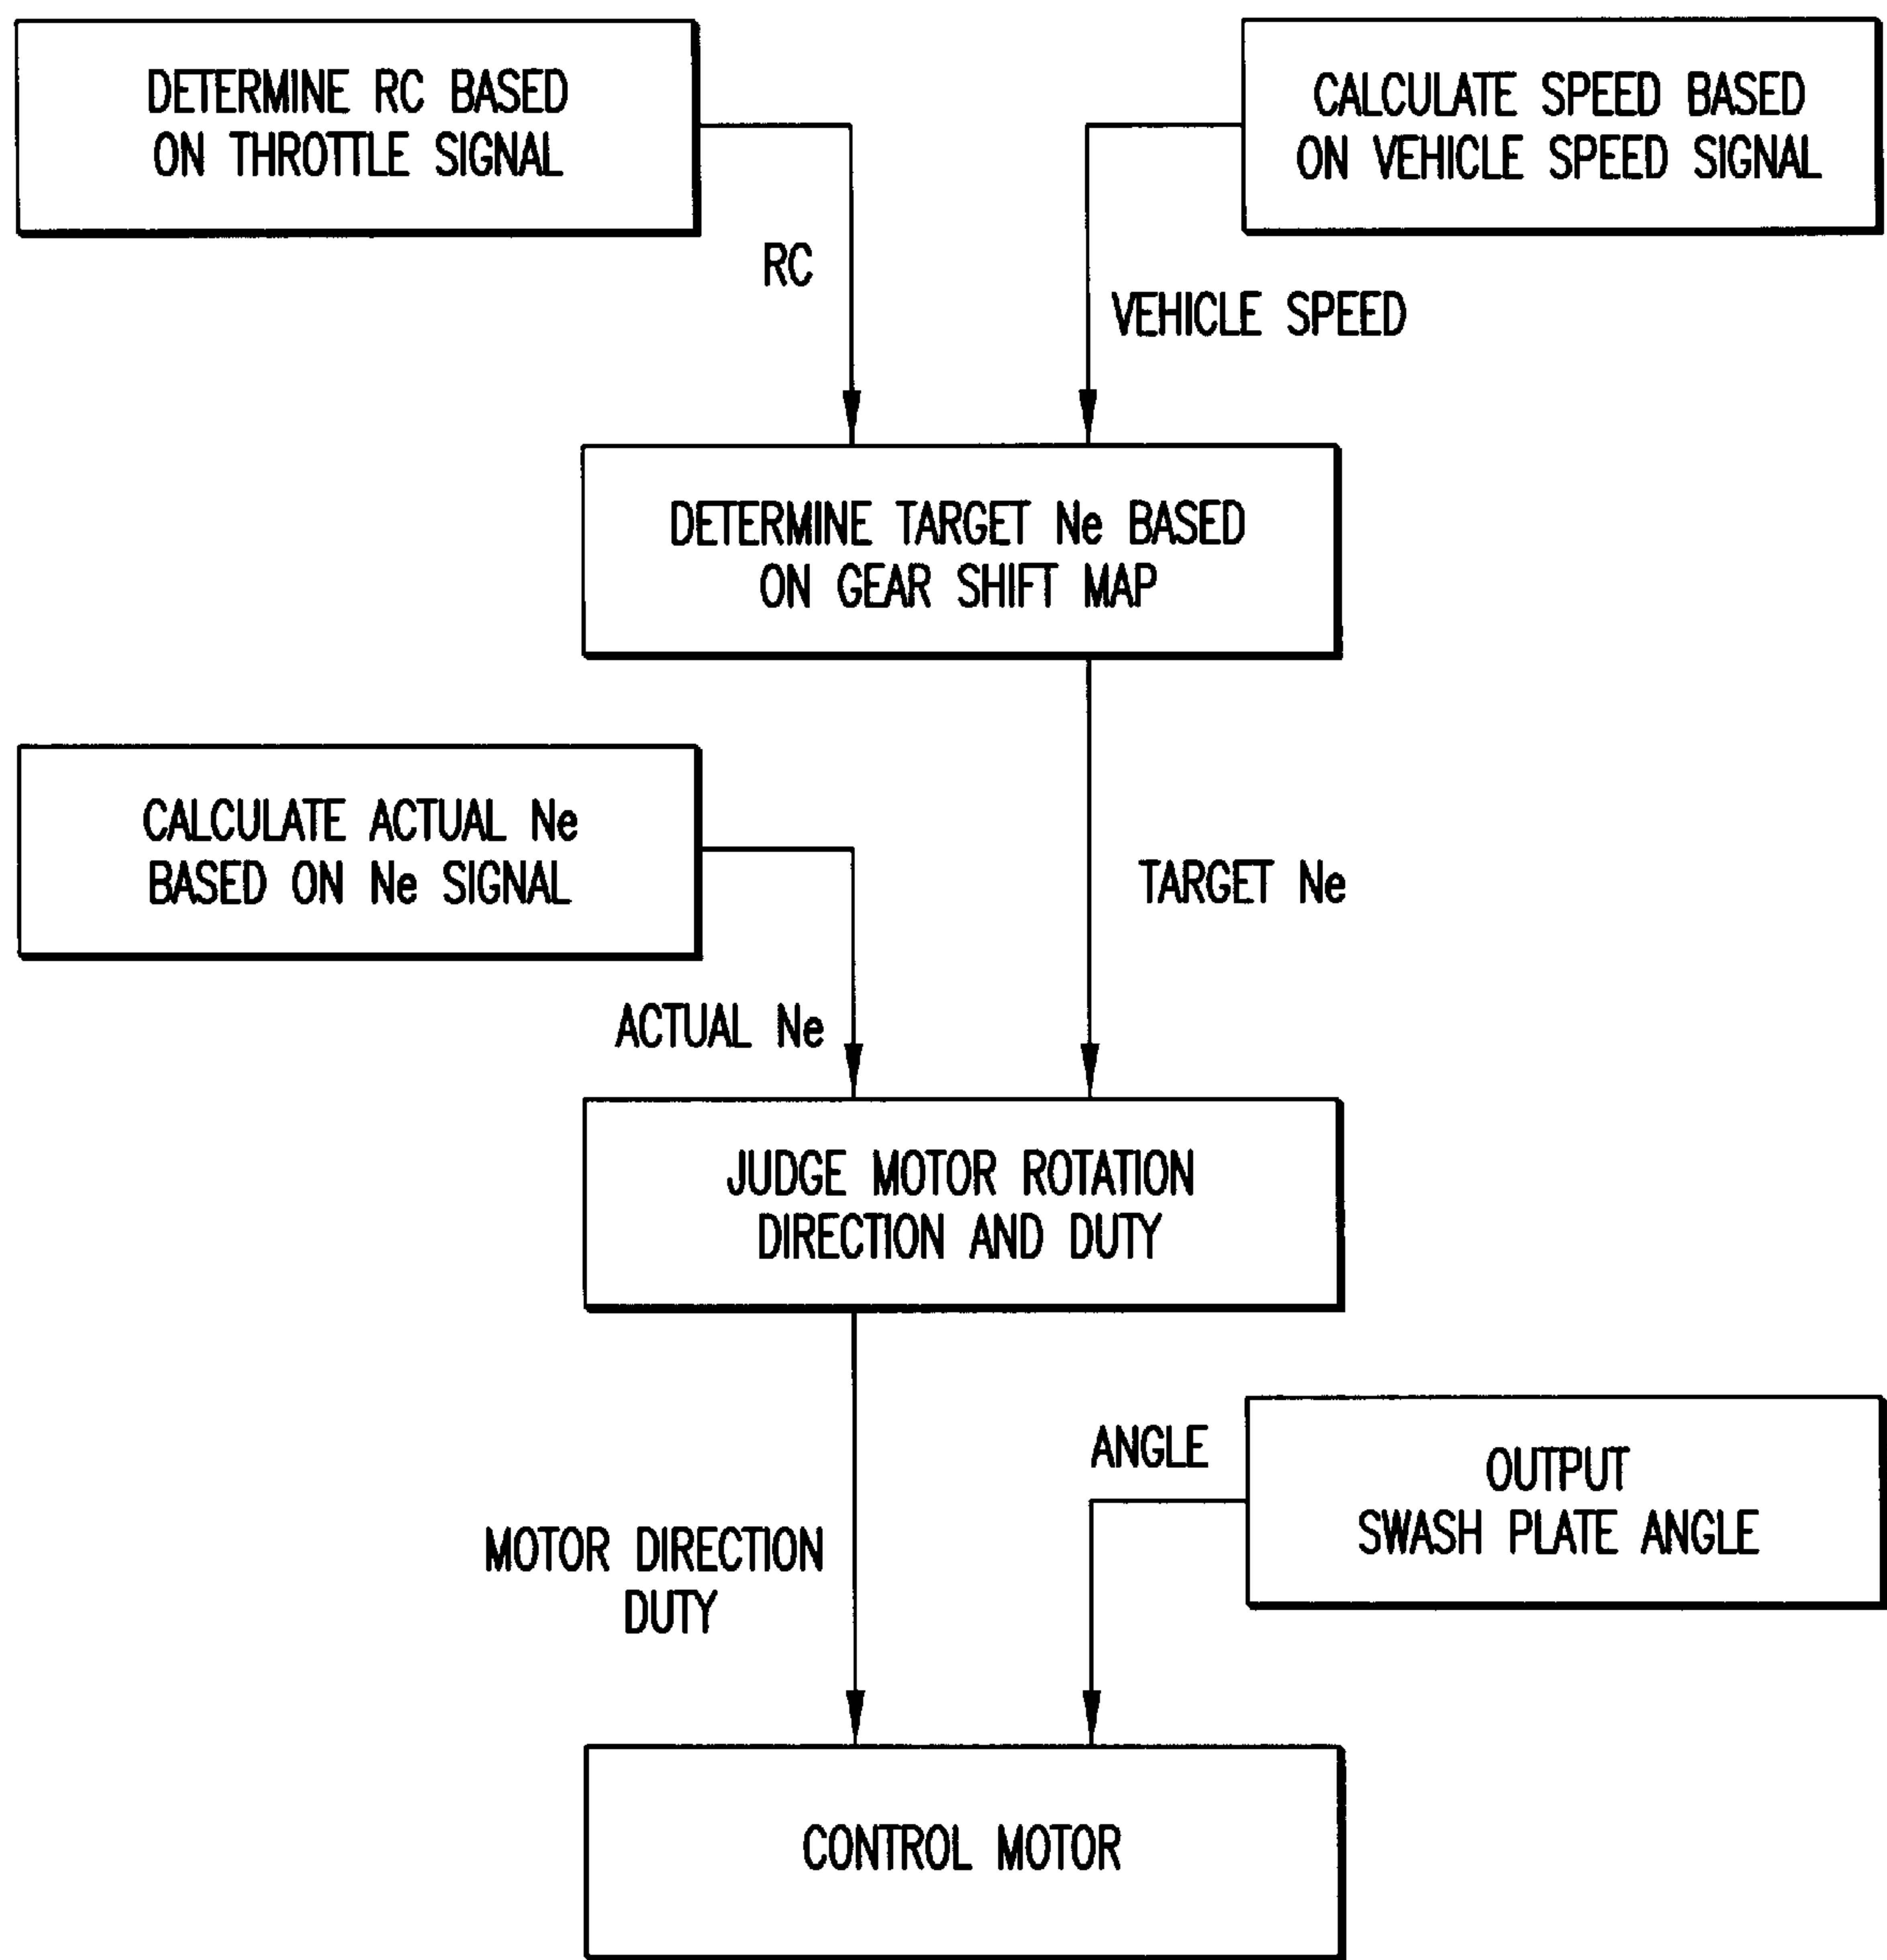 DETERMINE RC BASED
ON THROTTLE SIGNAL
CALCULATE SPEED BASED
ON VEHICLE SPEED SIGNAL
RC
VEHICLE SPEED
DETERMINE TARGET Ne BASED
ON GEAR SHIFT MAP
CALCULATE ACTUAL Ne
BASED ON Ne SIGNAL
TARGET Ne
ACTUAL Ne
JUDGE MOTOR ROTATION
DIRECTION AND DUTY
ANGLE
OUTPUT
SWASH PLATE ANGLE
MOTOR DIRECTION
DUTY
CONTROL MOTOR